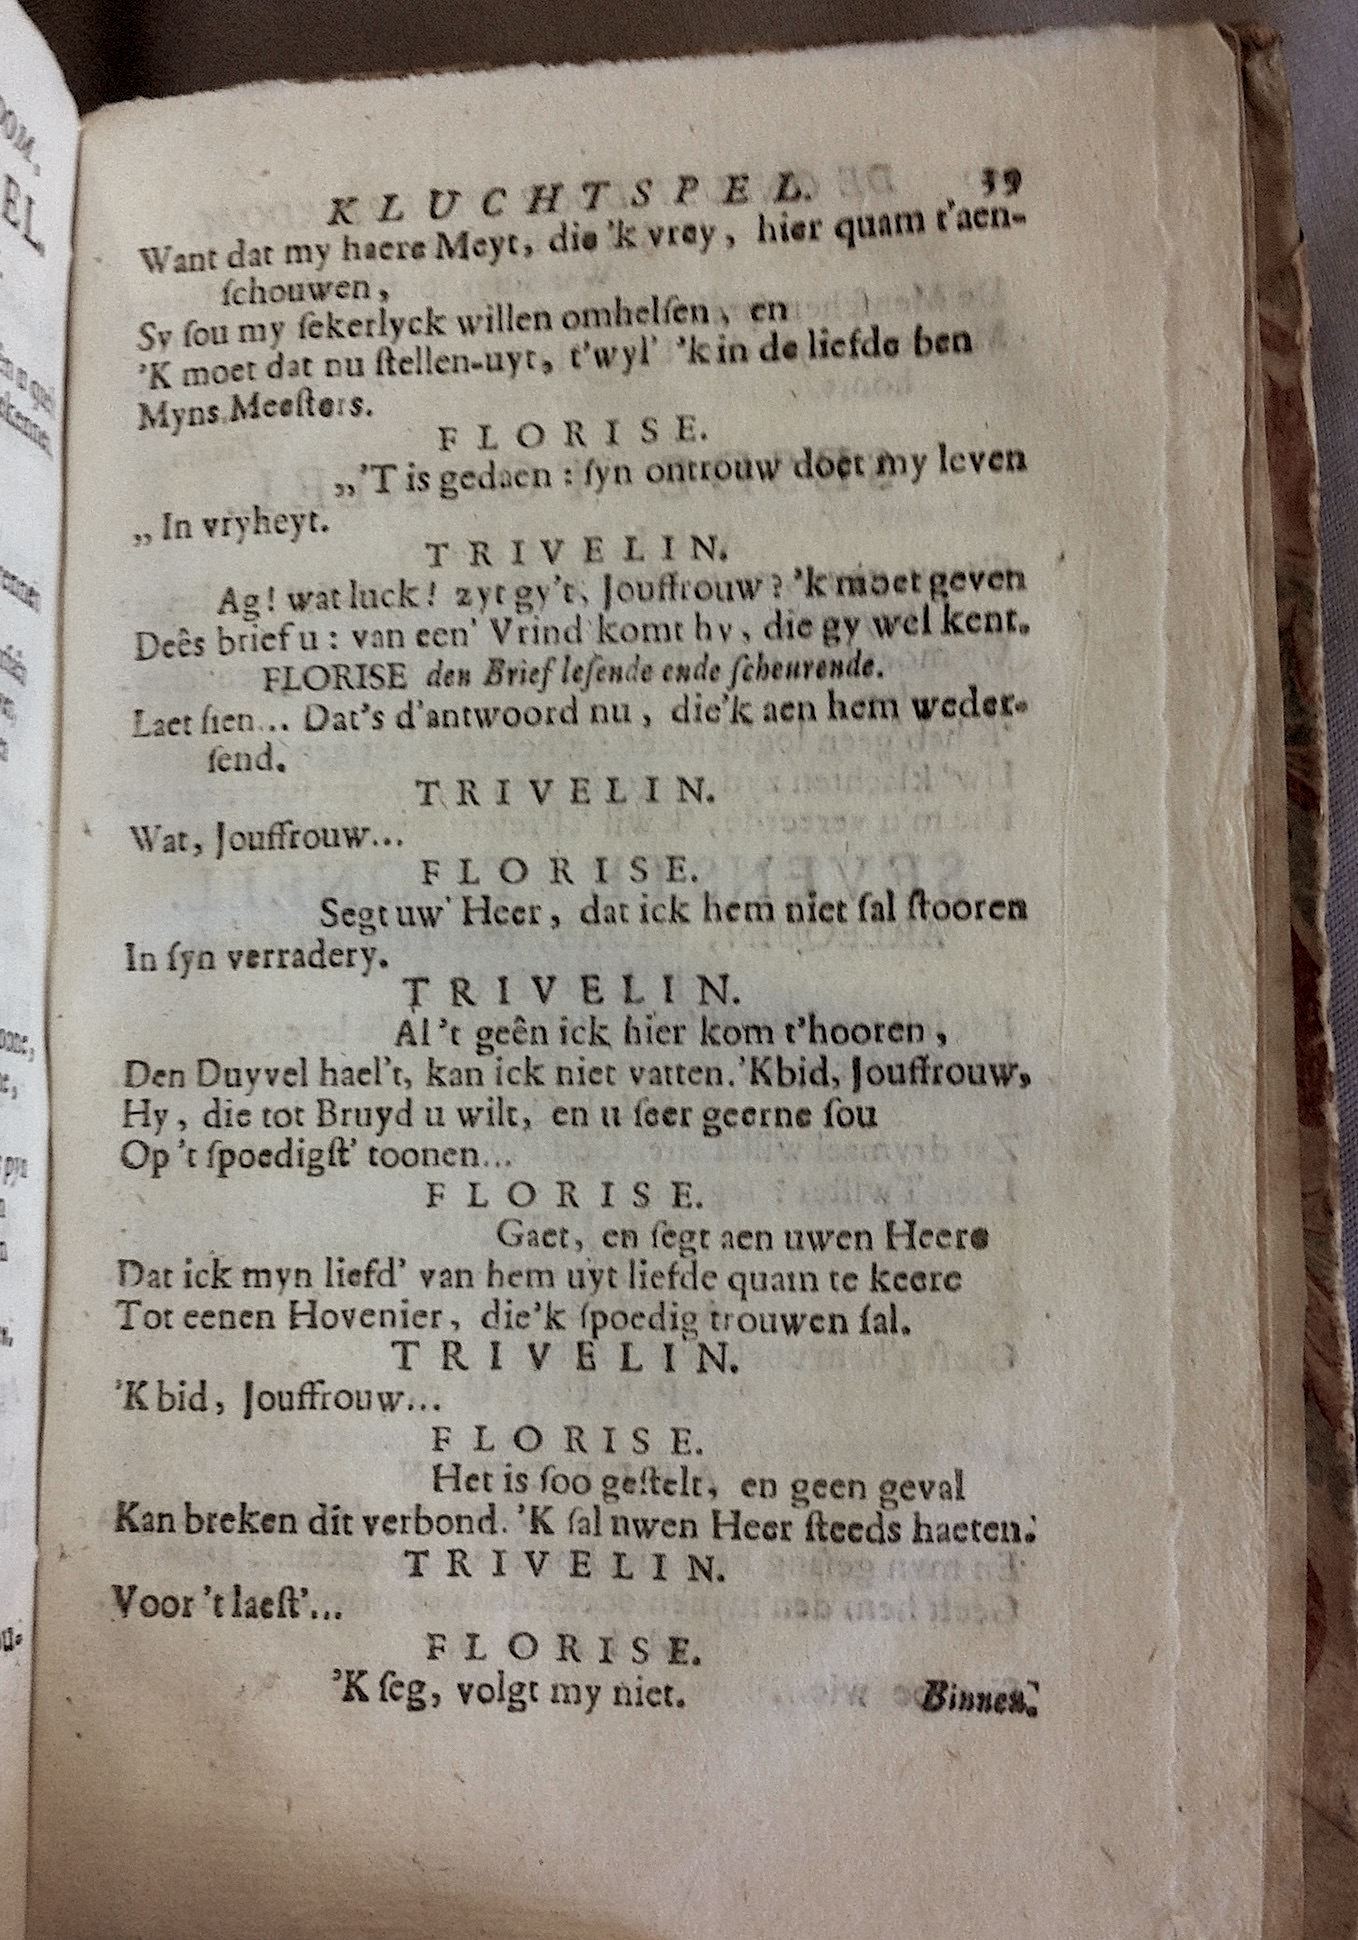 KLUCHTSPEL. 39
Want dat my haere Meyt, die 'k vrey, hier quam t'aen-
ſchouwen,
Sy ſou my ſekerlyck willen omhelſen, en
'K moet dat nu ſtellen-uyt, t'wyl' 'k in de liefde ben
Myns Meeſters.
FLORISE.
„'T is gedaen : ſyn ontrouw doet my leven
„ In vryheyt.
TRIVELIN.
Ag! wat luck! zyt gy't, Jouffrouw? 'k moet geven
Deês brief u : van een' Vrind komt hy, die gy wel kent.
FLORISE den Brief leſende ende ſcheurende.
Laet ſien... Dat's d'antwoord nu, die'k aen hem weder-
ſend.
TRIVELIN.
Wat, Jouffrouw...
FLORISE.
Segt uw' Heer, dat ick hem niet ſal ſtooren
In ſyn verradery.
TRIVELIN.
Al 't geên ick hier kom t'hooren,
Den Duyvel hael't, kan ick niet vatten. 'K bid, Jouffrouw,
Hy, die tot Bruyd u wilt, en u ſeer geerne ſou
Op 't ſpoedigſt' toonen...
FLORISE.
Gaet, en ſegt aen uwen Heere
Dat ick myn liefd' van hem uyt liefde quam te keere
Tot eenen Hovenier, die'k ſpoedig trouwen ſal.
TRIVELIN.
'K bid, Jouffrouw...
FLORISE.
Het is ſoo geſtelt, en geen geval
Kan breken dit verbond. 'K ſal uwen Heer ſteeds haeten.
TRIVELIN.
Voor 't laeſt'...
FLORISE.
'K ſeg, volgt my niet. Binnen.